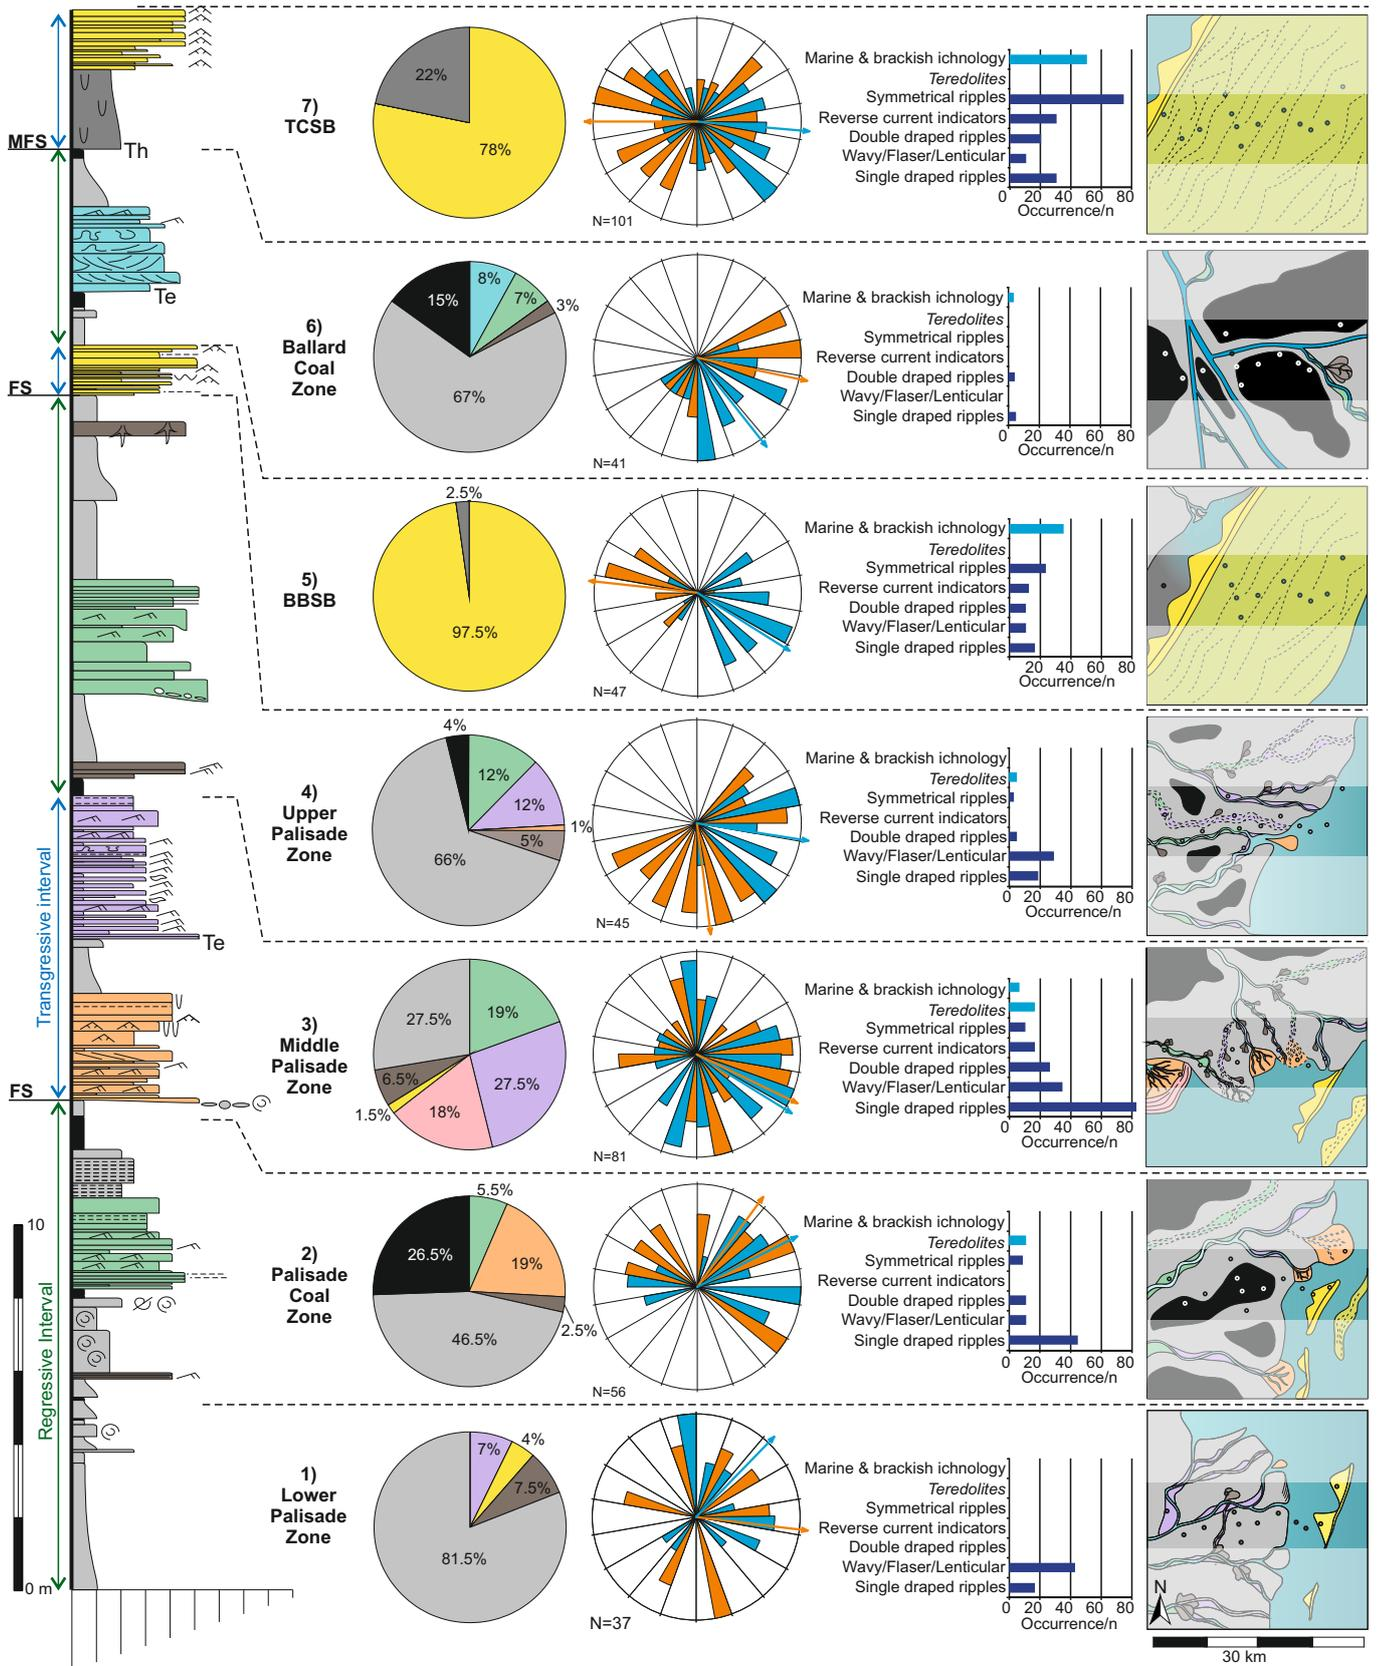 MFS
Th
Te
FS
Transgressive interval
Te
FS
Regressive Interval
10
0 m
7)
TCSB
22%
78%
N=101
Marine & brackish ichnology
Teredolites
Symmetrical ripples
Reverse current indicators
Double draped ripples
Wavy/Flaser/Lenticular
Single draped ripples
0 20 40 60 80
Occurrence/n
6)
Ballard
Coal
Zone
15%
8%
7%
3%
67%
N=41
Marine & brackish ichnology
Teredolites
Symmetrical ripples
Reverse current indicators
Double draped ripples
Wavy/Flaser/Lenticular
Single draped ripples
0 20 40 60 80
Occurrence/n
5)
BBSB
2.5%
97.5%
N=47
Marine & brackish ichnology
Teredolites
Symmetrical ripples
Reverse current indicators
Double draped ripples
Wavy/Flaser/Lenticular
Single draped ripples
0 20 40 60 80
Occurrence/n
4)
Upper
Palisade
Zone
4%
12%
12%
1%
5%
66%
N=45
Marine & brackish ichnology
Teredolites
Symmetrical ripples
Reverse current indicators
Double draped ripples
Wavy/Flaser/Lenticular
Single draped ripples
0 20 40 60 80
Occurrence/n
3)
Middle
Palisade
Zone
27.5%
19%
6.5%
27.5%
1.5%
18%
N=81
Marine & brackish ichnology
Teredolites
Symmetrical ripples
Reverse current indicators
Double draped ripples
Wavy/Flaser/Lenticular
Single draped ripples
0 20 40 60 80
Occurrence/n
2)
Palisade
Coal
Zone
5.5%
26.5%
19%
2.5%
46.5%
N=56
Marine & brackish ichnology
Teredolites
Symmetrical ripples
Reverse current indicators
Double draped ripples
Wavy/Flaser/Lenticular
Single draped ripples
0 20 40 60 80
Occurrence/n
1)
Lower
Palisade
Zone
7%
4%
7.5%
81.5%
N=37
Marine & brackish ichnology
Teredolites
Symmetrical ripples
Reverse current indicators
Double draped ripples
Wavy/Flaser/Lenticular
Single draped ripples
0 20 40 60 80
Occurrence/n
N
30 km